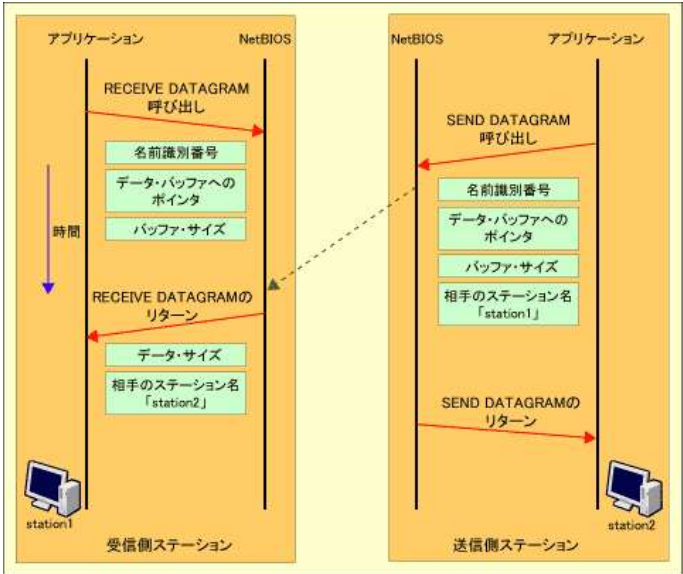 アプリケーション
NetBIOS
RECEIVE DATAGRAM
呼び出し
名前識別番号
データ・バッファへの
ポインタ
バッファ・サイズ
時間
RECEIVE DATAGRAMの
リターン
データ・サイズ
相手のステーション名
「station2」
station1
受信側ステーション
NetBIOS
アプリケーション
SEND DATAGRAM
呼び出し
名前識別番号
データ・バッファへの
ポインタ
バッファ・サイズ
相手のステーション名
「station1」
SEND DATAGRAMの
リターン
station2
送信側ステーション